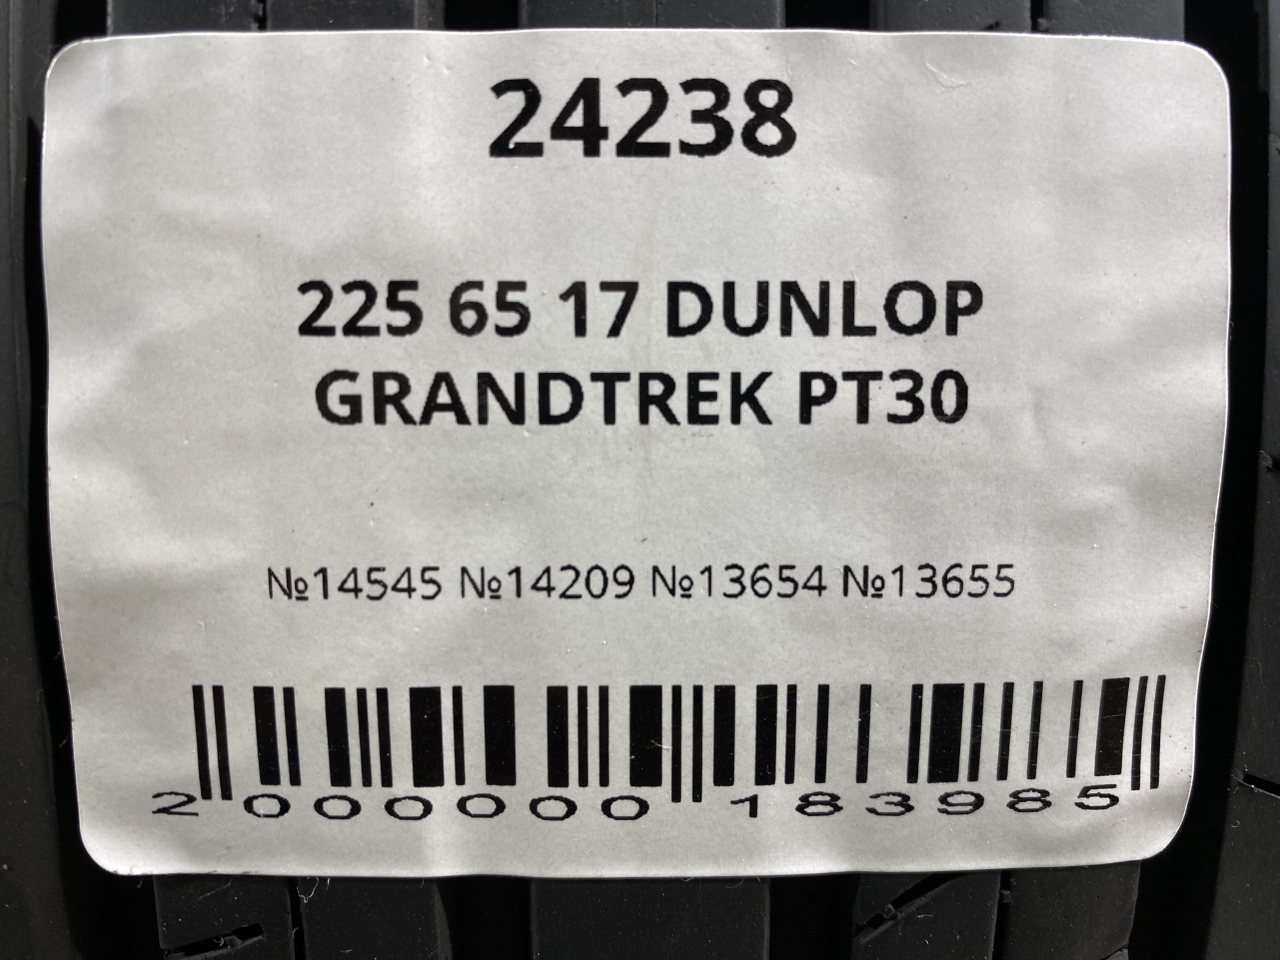 24238
225 65 17 DUNLOP
GRANDTREK PT30
№14545 №14209 №13654 №13655
2 000000 183985